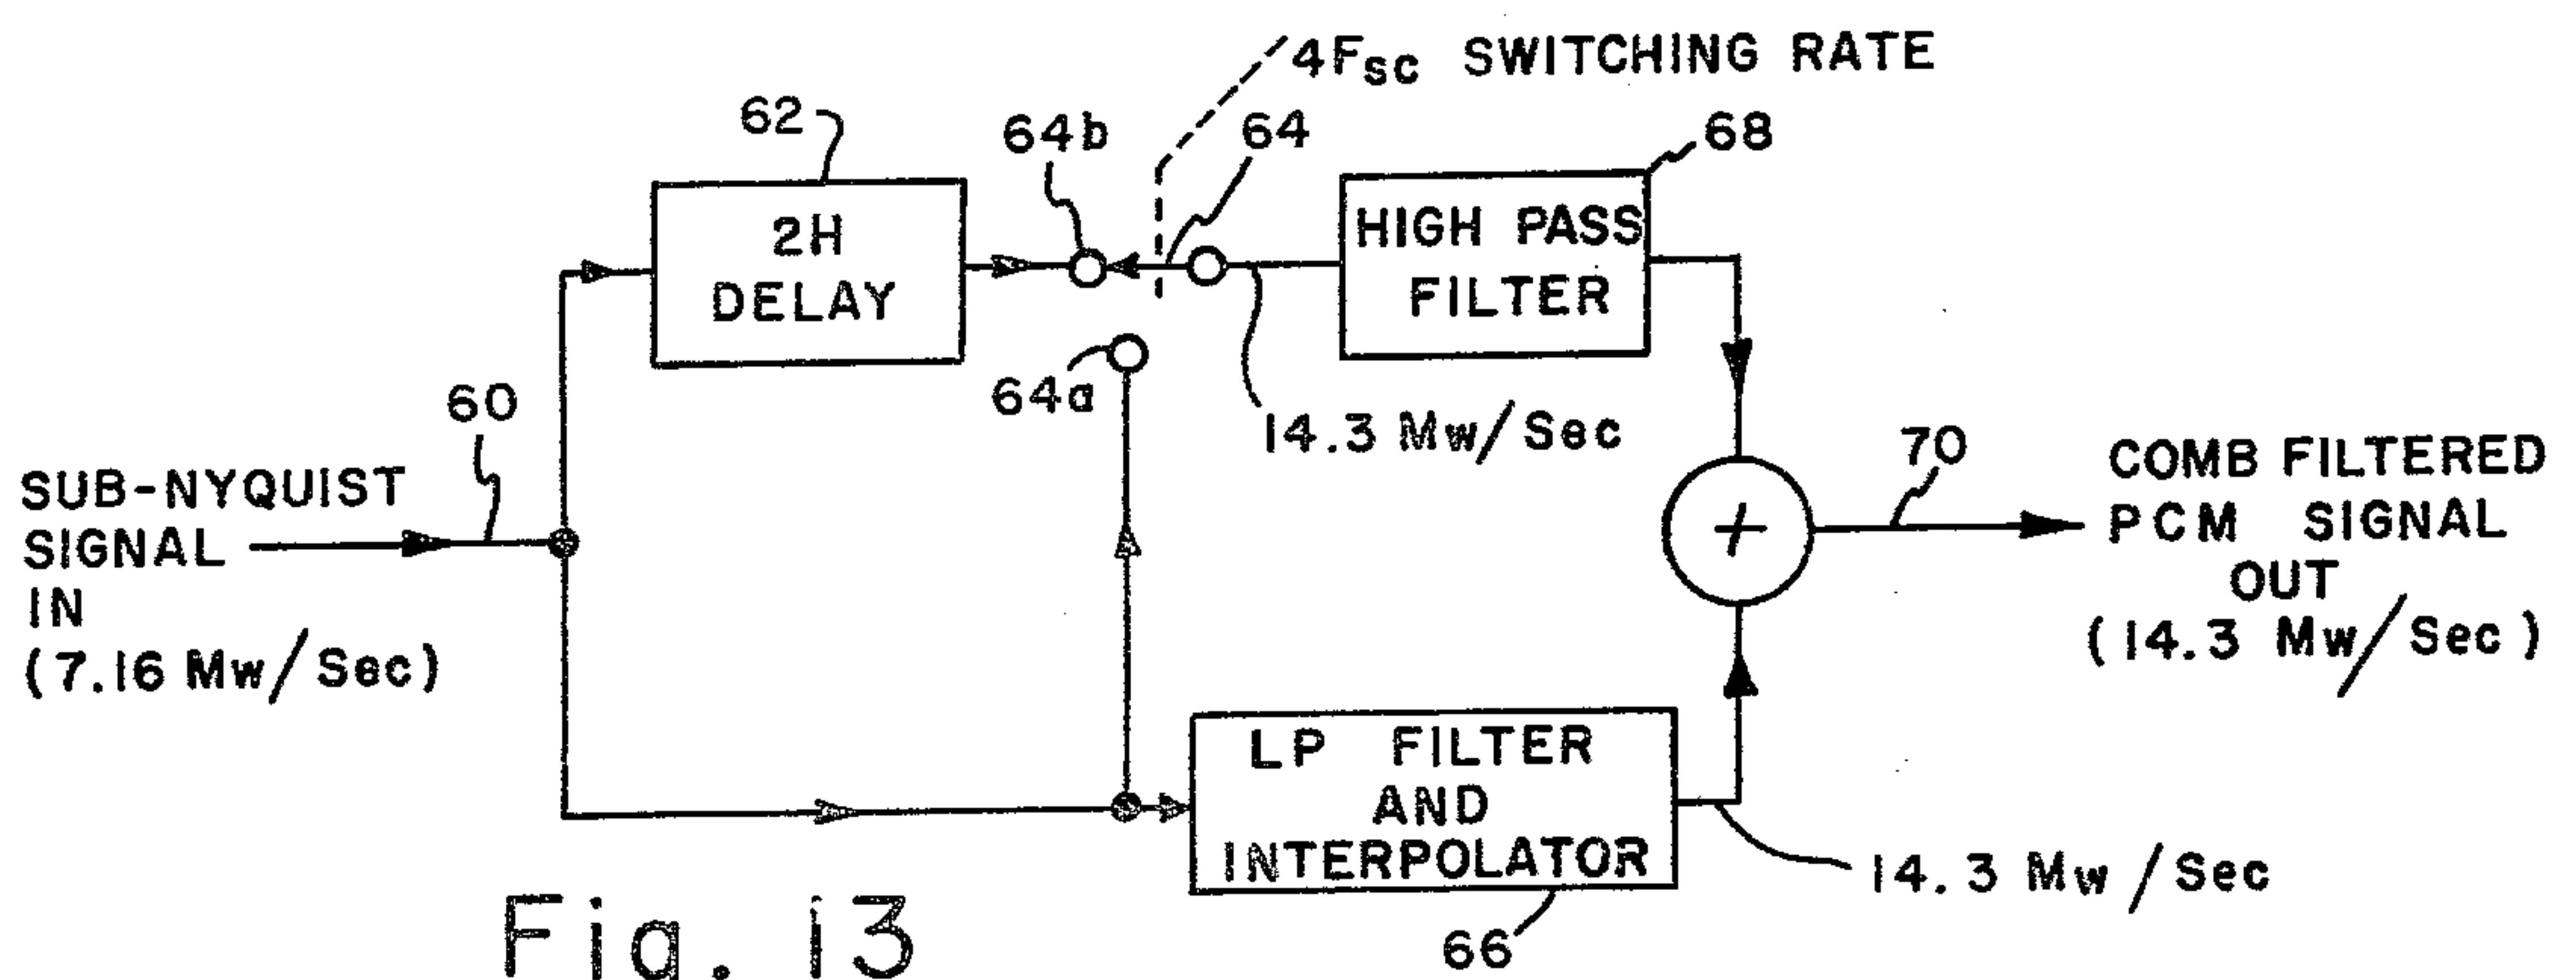 4Fsc SWITCHING RATE
62
64b
64
68
2H
DELAY
HIGH PASS
FILTER
64a
14.3 Mw/Sec
60
SUB-NYQUIST
SIGNAL
IN
(7.16 Mw/Sec)
+
70
COMB FILTERED
PCM SIGNAL
OUT
(14.3 Mw/Sec)
LP FILTER
AND
INTERPOLATOR
14.3 Mw/Sec
66
Fig. 13